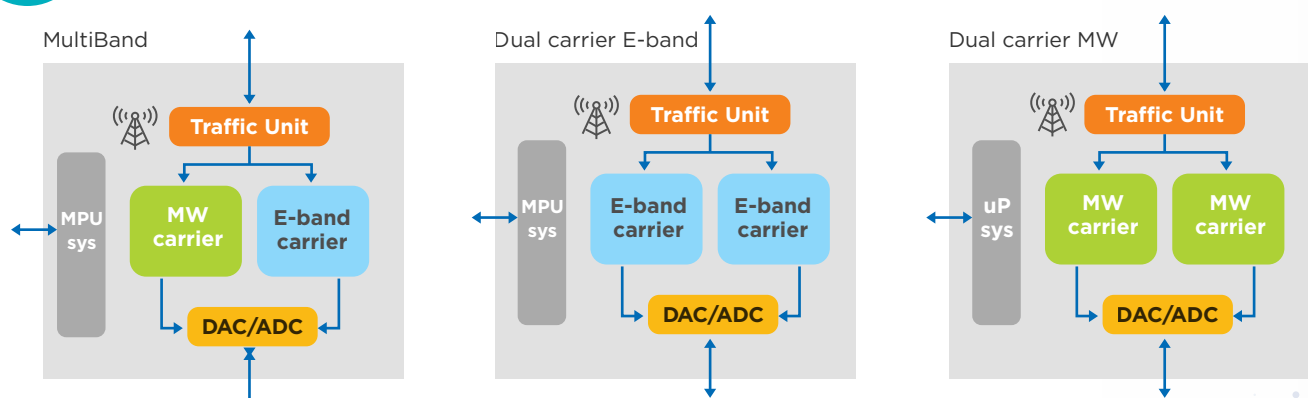 MultiBand
Traffic Unit
MPU
sys
MW
carrier
E-band
carrier
DAC/ADC
Dual carrier E-band
Traffic Unit
MPU
sys
E-band
carrier
E-band
carrier
DAC/ADC
Dual carrier MW
Traffic Unit
uP
sys
MW
carrier
MW
carrier
DAC/ADC